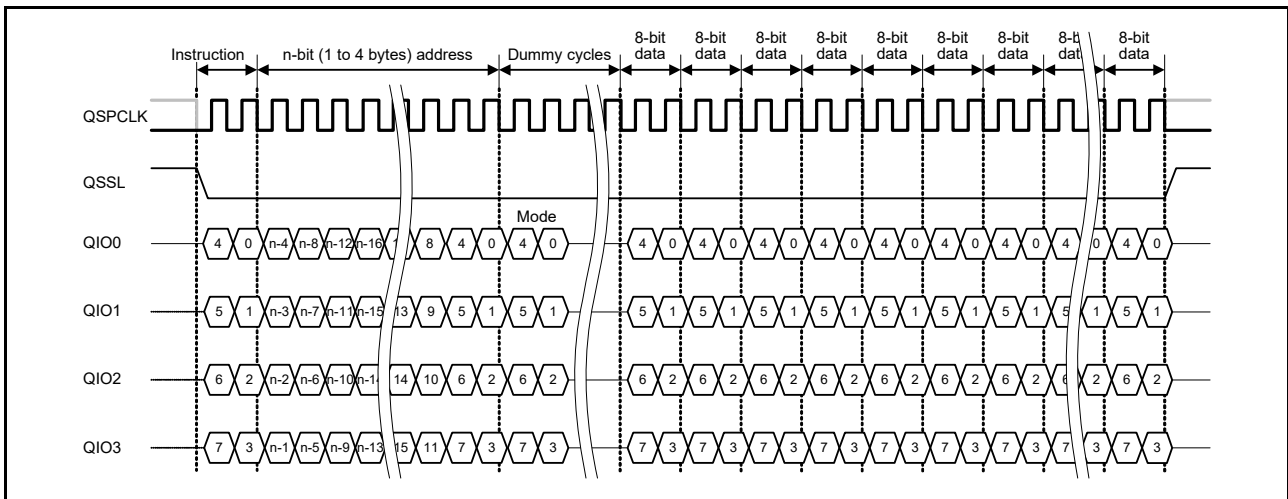 8-bit 8-bit 8-bit 8-bit 8-bit 8-bit 8-bit 8-bit
Instruction n-bit (1 to 4 bytes) address Dummy cycles data data data data data data data data
QSPCLK
QSSL
Mode
QIO0 4 0 n-4 n-8 n-12 n-16 8 4 0 4 0 4 0 4 0 4 0 4 0 4 0 4 0 4 0 4 0 4 0
QIO1 5 1 n-3 n-7 n-11 n-15 13 9 5 1 5 1 5 1 5 1 5 1 5 1 5 1 5 1 5 1 5 1 5 1
QIO2 6 2 n-2 n-6 n-10 14 10 6 2 6 2 6 2 6 2 6 2 6 2 6 2 6 2 6 2 6 2 6 2
QIO3 7 3 n-1 n-5 n-9 n-13 15 11 7 3 7 3 7 3 7 3 7 3 7 3 7 3 7 3 7 3 7 3 7 3